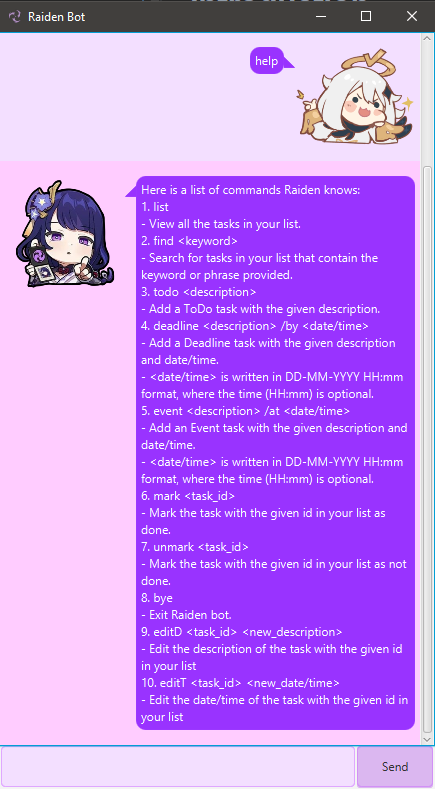 Raiden Bot
help
Here is a list of commands Raiden knows:
1. list
- View all the tasks in your list.
2. find <keyword>
- Search for tasks in your list that contain the
keyword or phrase provided.
3. todo <description>
- Add a ToDo task with the given description.
4. deadline <description> /by <date/time>
- Add a Deadline task with the given description
and date/time.
- <date/time> is written in DD-MM-YYYY HH:mm
format, where the time (HH:mm) is optional.
5. event <description> /at <date/time>
- Add an Event task with the given description and
date/time.
- <date/time> is written in DD-MM-YYYY HH:mm
format, where the time (HH:mm) is optional.
6. mark <task_id>
- Mark the task with the given id in your list as
done.
7. unmark <task_id>
- Mark the task with the given id in your list as not
done.
8. bye
- Exit Raiden bot.
9. editD <task_id> <new_description>
- Edit the description of the task with the given id
in your list
10. editT <task_id> <new_date/time>
- Edit the date/time of the task with the given id in
your list
Send